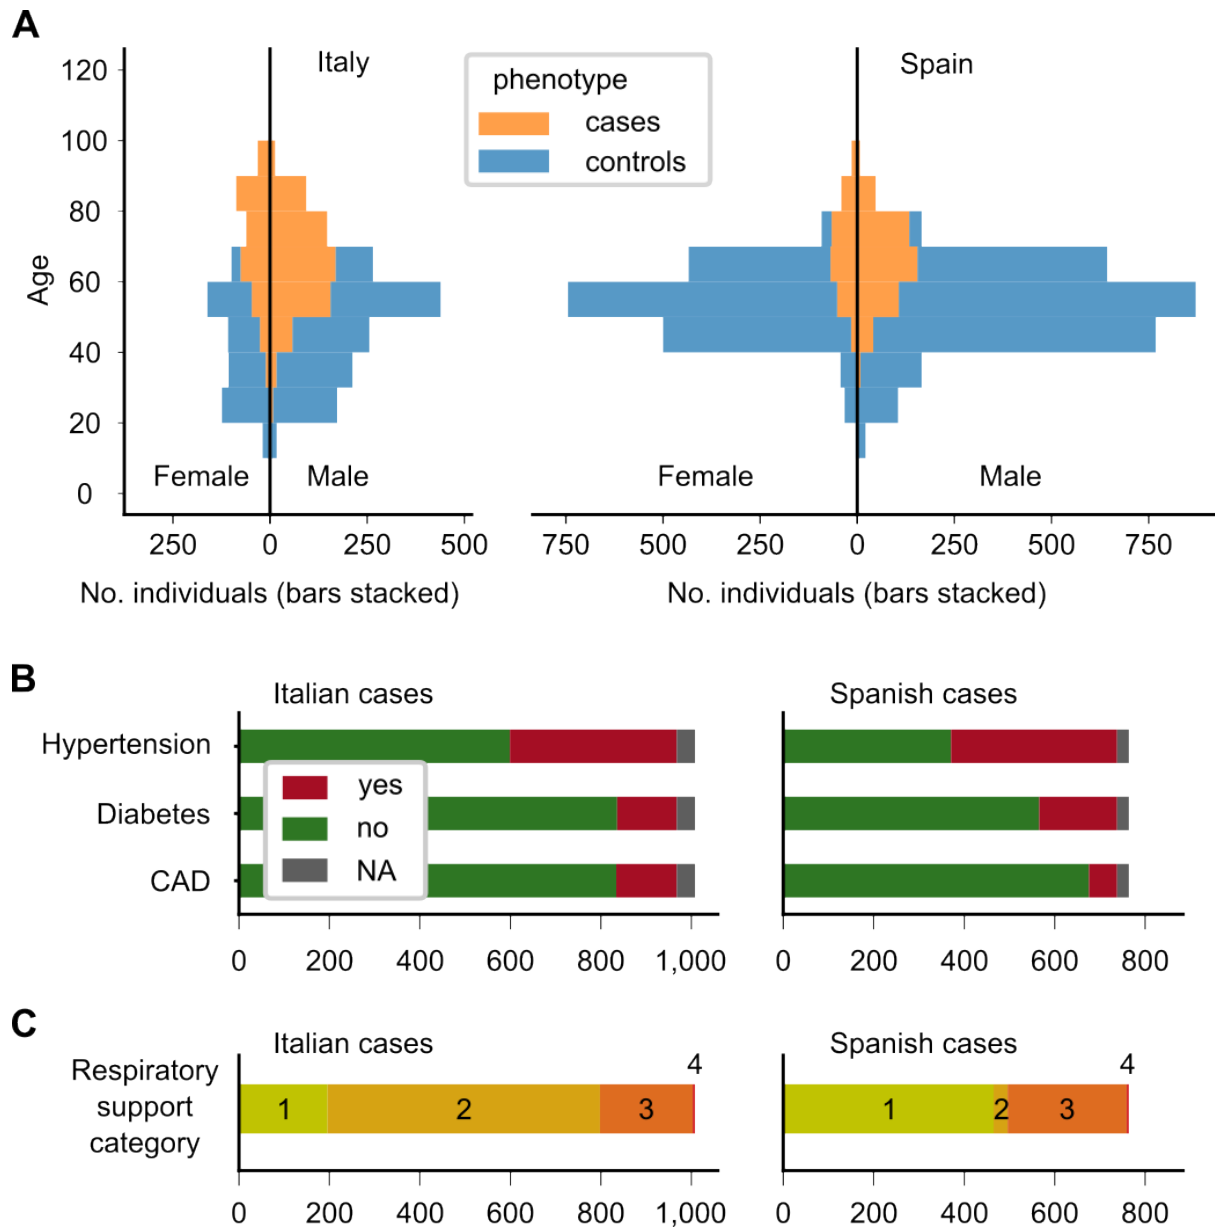 A
Italy
Spain
phenotype
cases
controls
120
100
80
60
40
20
0
Age
Female
Male
Female
Male
250 0 250 500
750 500 250 0 250 500 750
No. individuals (bars stacked)
No. individuals (bars stacked)
B
Italian cases
Spanish cases
Hypertension
Diabetes
CAD
yes
no
NA
0 200 400 600 800 1,000
0 200 400 600 800
C
Italian cases
Spanish cases
Respiratory
support
category
1 2 3 4
1 2 3 4
0 200 400 600 800 1,000
0 200 400 600 800